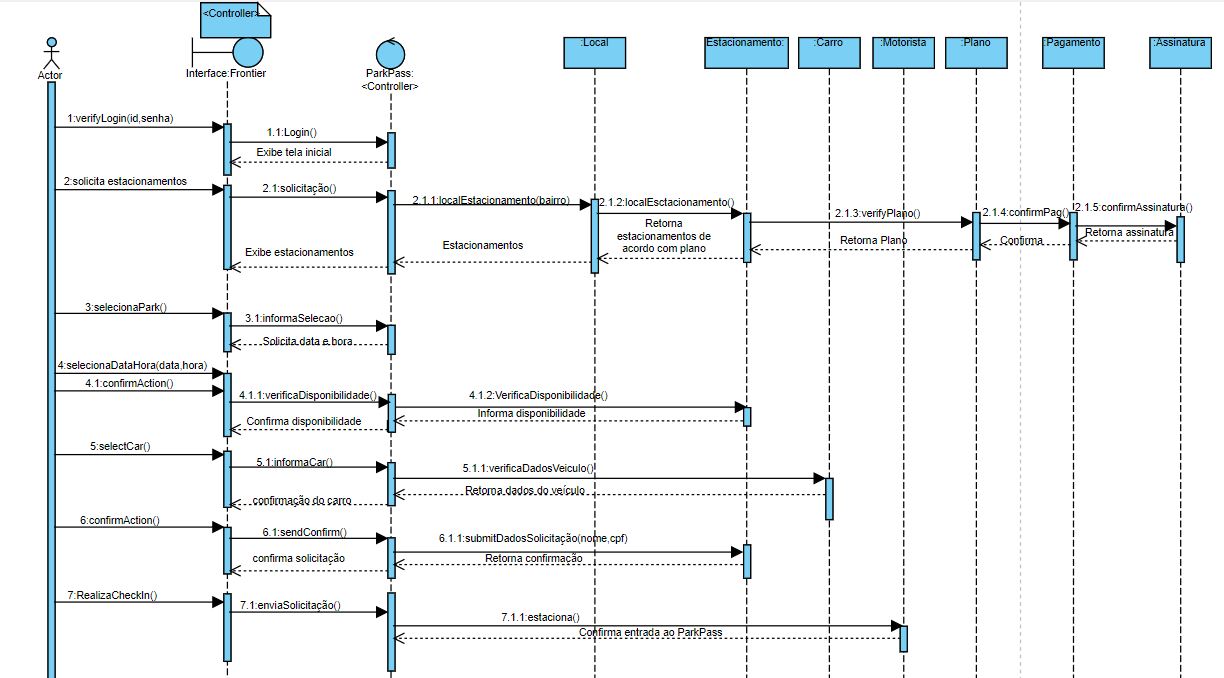 <Controller>
Actor
Interface:Frontier
ParkPass:
<Controller>
:Local
Estacionamento:
:Carro
:Motorista
:Plano
:Pagamento
:Assinatura
1:verifyLogin(id,senha)
1.1:Login()
Exibe tela inicial
2:solicita estacionamentos
2.1:solicitação()
2.1.1:localEstacionamento(bairro)
2.1.2:localEsctacionamento()
2.1.3:verifyPlano()
2.1.4:confirmPag()
2.1.5:confirmAssinatura()
Retorna assinatura
Confirma
Retorna Plano
Retorna
estacionamentos de
acordo com plano
Estacionamentos
Exibe estacionamentos
3:selecionaPark()
3.1:informaSelecao()
Solicita data e hora
4:selecionaDataHora(data,hora)
4.1:confirmAction()
4.1.1:verificaDisponibilidade()
4.1.2:VerificaDisponibilidade()
Informa disponibilidade
Confirma disponibilidade
5:selectCar()
5.1:informaCar()
5.1.1:verificaDadosVeiculo()
Retorna dados do veículo
confirmação do carro
6:confirmAction()
6.1:sendConfirm()
6.1.1:submitDadosSolicitação(nome,cpf)
Retorna confirmação
confirma solicitação
7:RealizaCheckIn()
7.1:enviaSolicitação()
7.1.1:estaciona()
Confirma entrada ao ParkPass